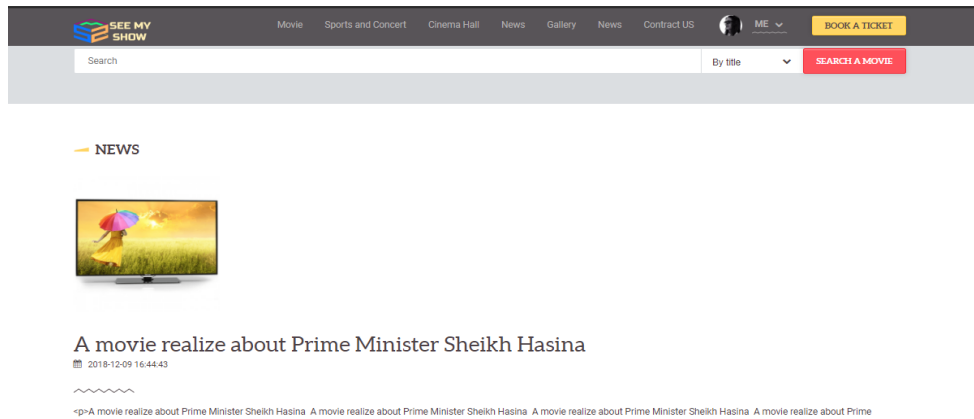 SEE MY
SHOW
Movie Sports and Concert Cinema Hall News Gallery News Contract US ME BOOK A TICKET
Search By title SEARCH A MOVIE
NEWS
A movie realize about Prime Minister Sheikh Hasina
2018-12-09 16:44:43
<p>A movie realize about Prime Minister Sheikh Hasina A movie realize about Prime Minister Sheikh Hasina A movie realize about Prime Minister Sheikh Hasina A movie realize about Prime